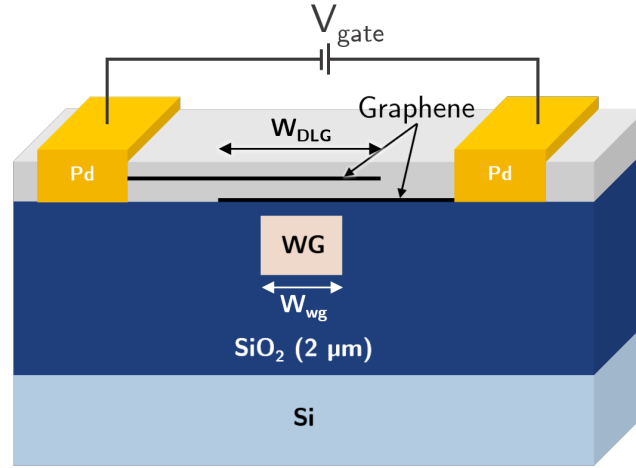 V_gate
Graphene
W_DLG
Pd
Pd
WG
W_wg
SiO₂ (2 µm)
Si